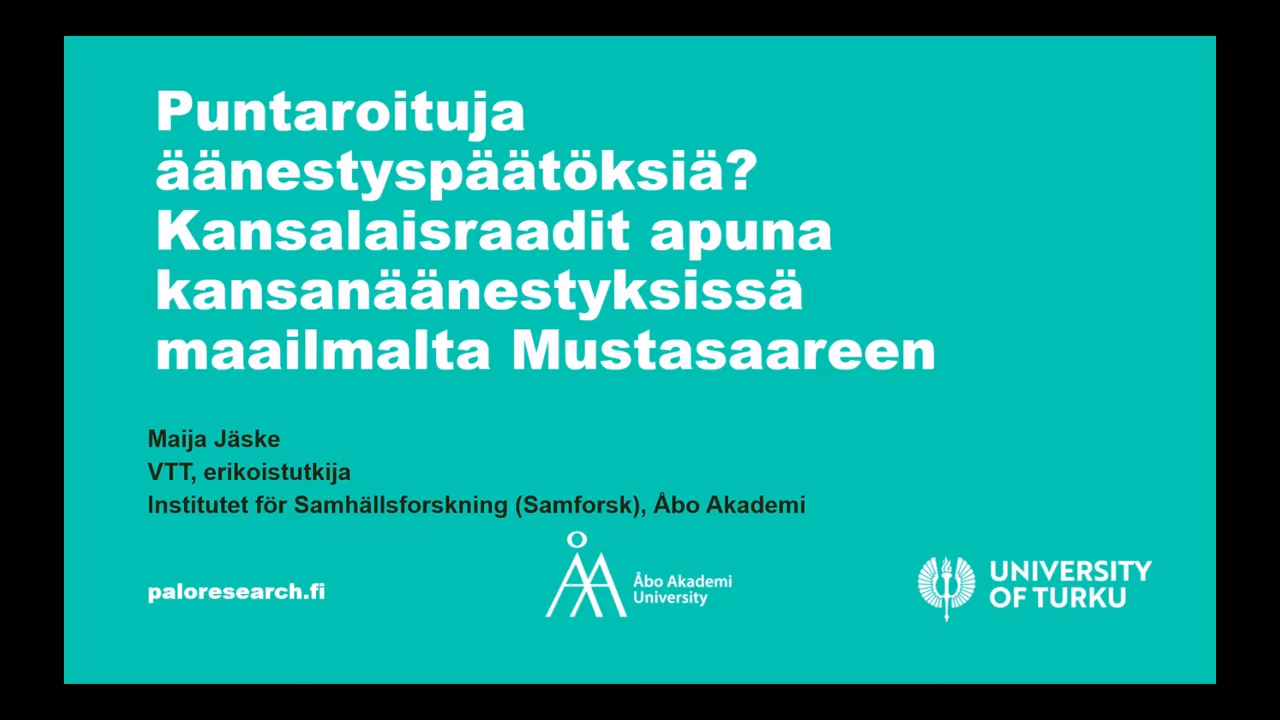 Puntaroituja
äänestyspäätöksiä?
Kansalaisraadit apuna
kansanäänestyksissä
maailmalta Mustasaareen
Maija Jäske
VTT, erikoistutkija
Institutet för Samhällsforskning (Samforsk), Åbo Akademi
paloresearch.fi
Åbo Akademi
University
UNIVERSITY
OF TURKU